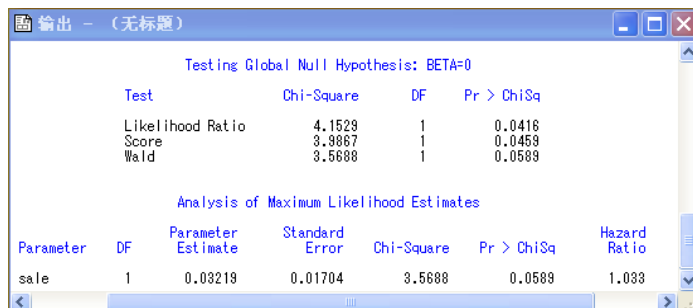 输出 - （无标题）
Testing Global Null Hypothesis: BETA=0
Test Chi-Square DF Pr > ChiSq
Likelihood Ratio 4.1529 1 0.0416
Score 3.9867 1 0.0459
Wald 3.5688 1 0.0589
Analysis of Maximum Likelihood Estimates
Parameter Standard Hazard
Parameter DF Estimate Error Chi-Square Pr > ChiSq Ratio
sale 1 0.03219 0.01704 3.5688 0.0589 1.033